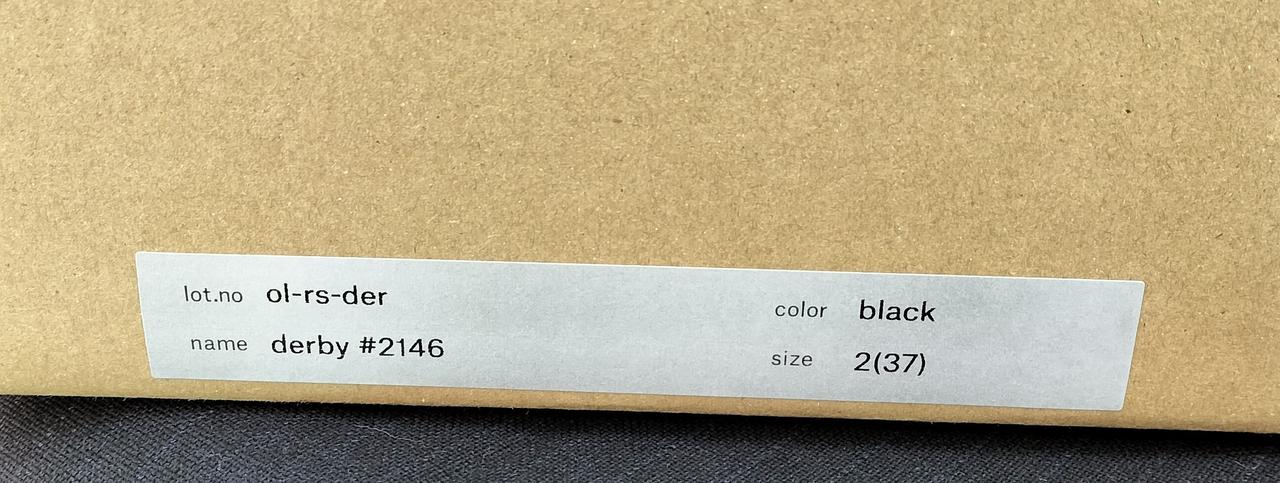 lot.no ol-rs-der color black
name derby #2146 size 2(37)